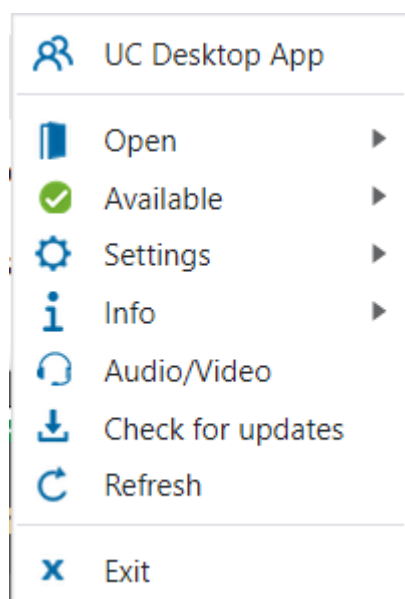 UC Desktop App
Open
Available
Settings
Info
Audio/Video
Check for updates
Refresh
Exit